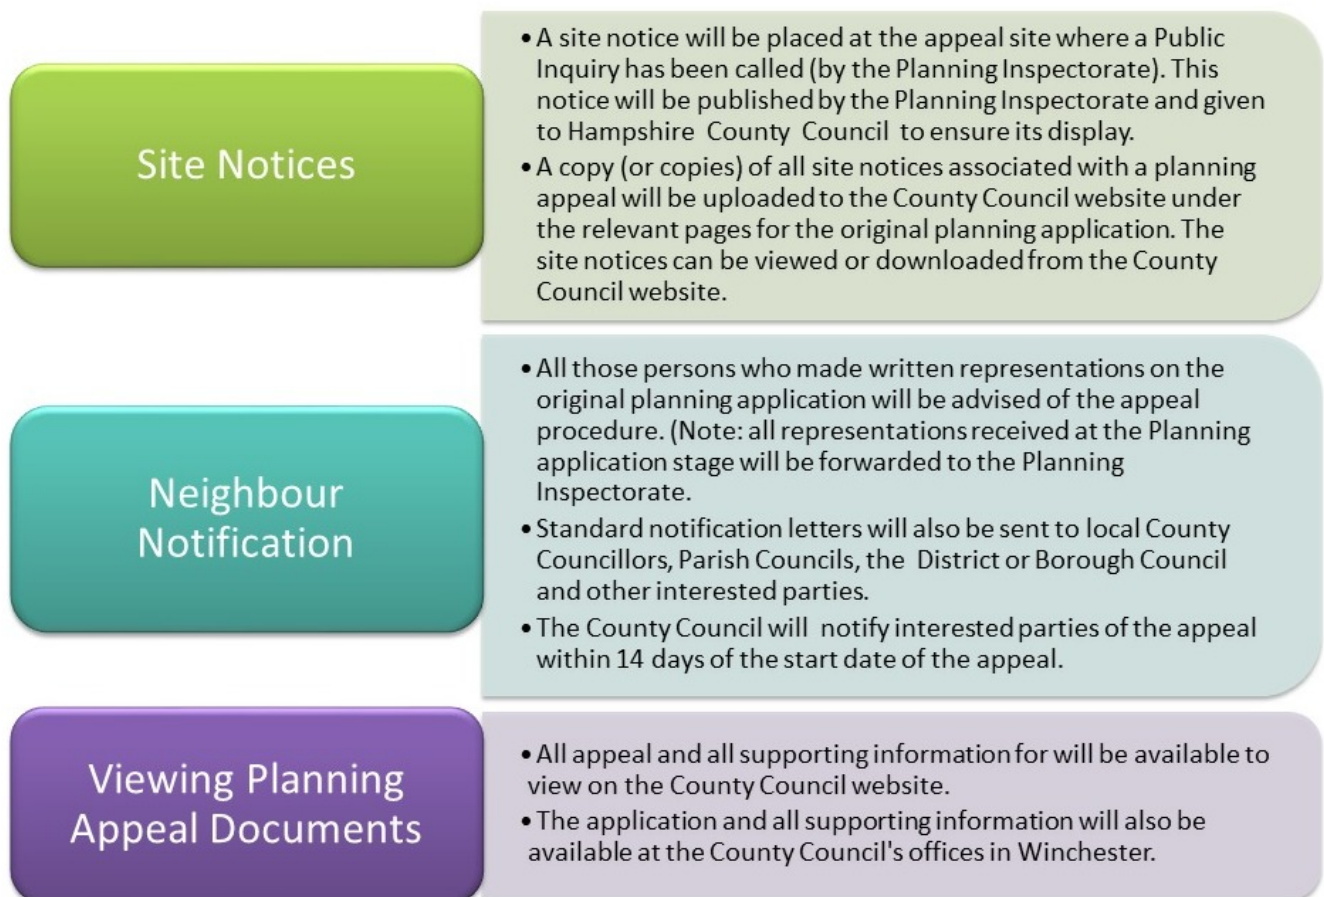 Site Notices
• A site notice will be placed at the appeal site where a Public
Inquiry has been called (by the Planning Inspectorate). This
notice will be published by the Planning Inspectorate and given
to Hampshire County Council to ensure its display.
• A copy (or copies) of all site notices associated with a planning
appeal will be uploaded to the County Council website under
the relevant pages for the original planning application. The
site notices can be viewed or downloaded from the County
Council website.
Neighbour
Notification
• All those persons who made written representations on the
original planning application will be advised of the appeal
procedure. (Note: all representations received at the Planning
application stage will be forwarded to the Planning
Inspectorate.
• Standard notification letters will also be sent to local County
Councillors, Parish Councils, the District or Borough Council
and other interested parties.
• The County Council will notify interested parties of the appeal
within 14 days of the start date of the appeal.
Viewing Planning
Appeal Documents
• All appeal and all supporting information for will be available to
view on the County Council website.
• The application and all supporting information will also be
available at the County Council's offices in Winchester.